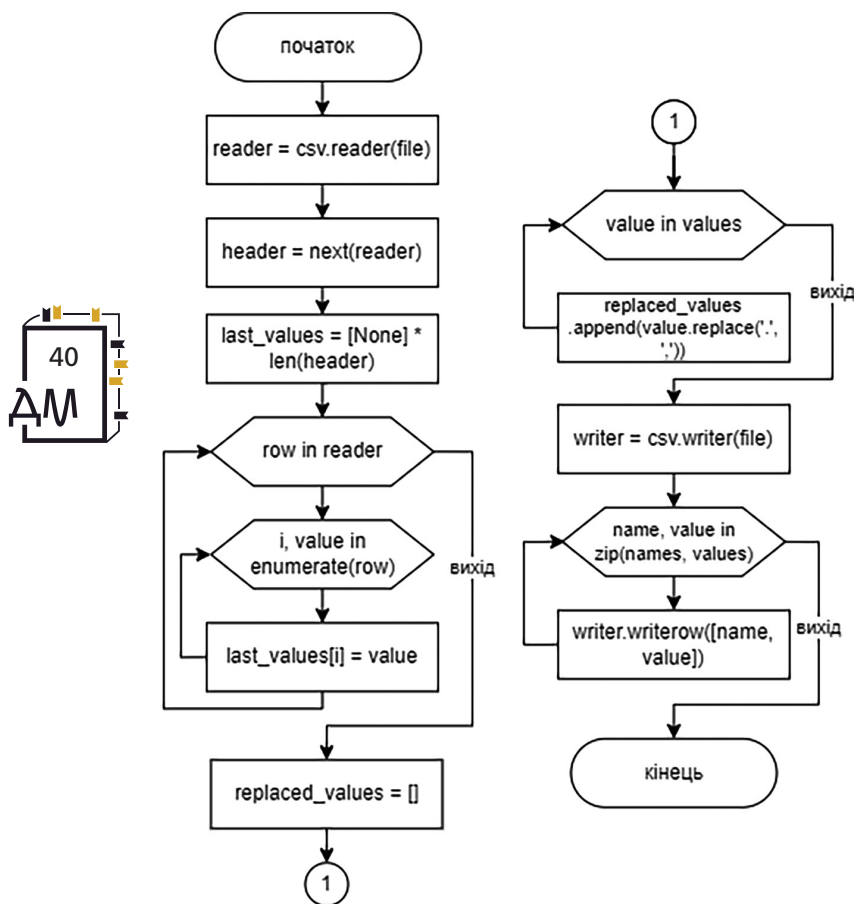 початок
reader = csv.reader(file)
header = next(reader)
last_values = [None] *
len(header)
row in reader
i, value in
enumerate(row)
вихід
last_values[i] = value
replaced_values = []
1
1
value in values
вихід
replaced_values
.append(value.replace('.',
','))
writer = csv.writer(file)
name, value in
zip(names, values)
вихід
writer.writerow([name,
value])
кінець
40
ДМ